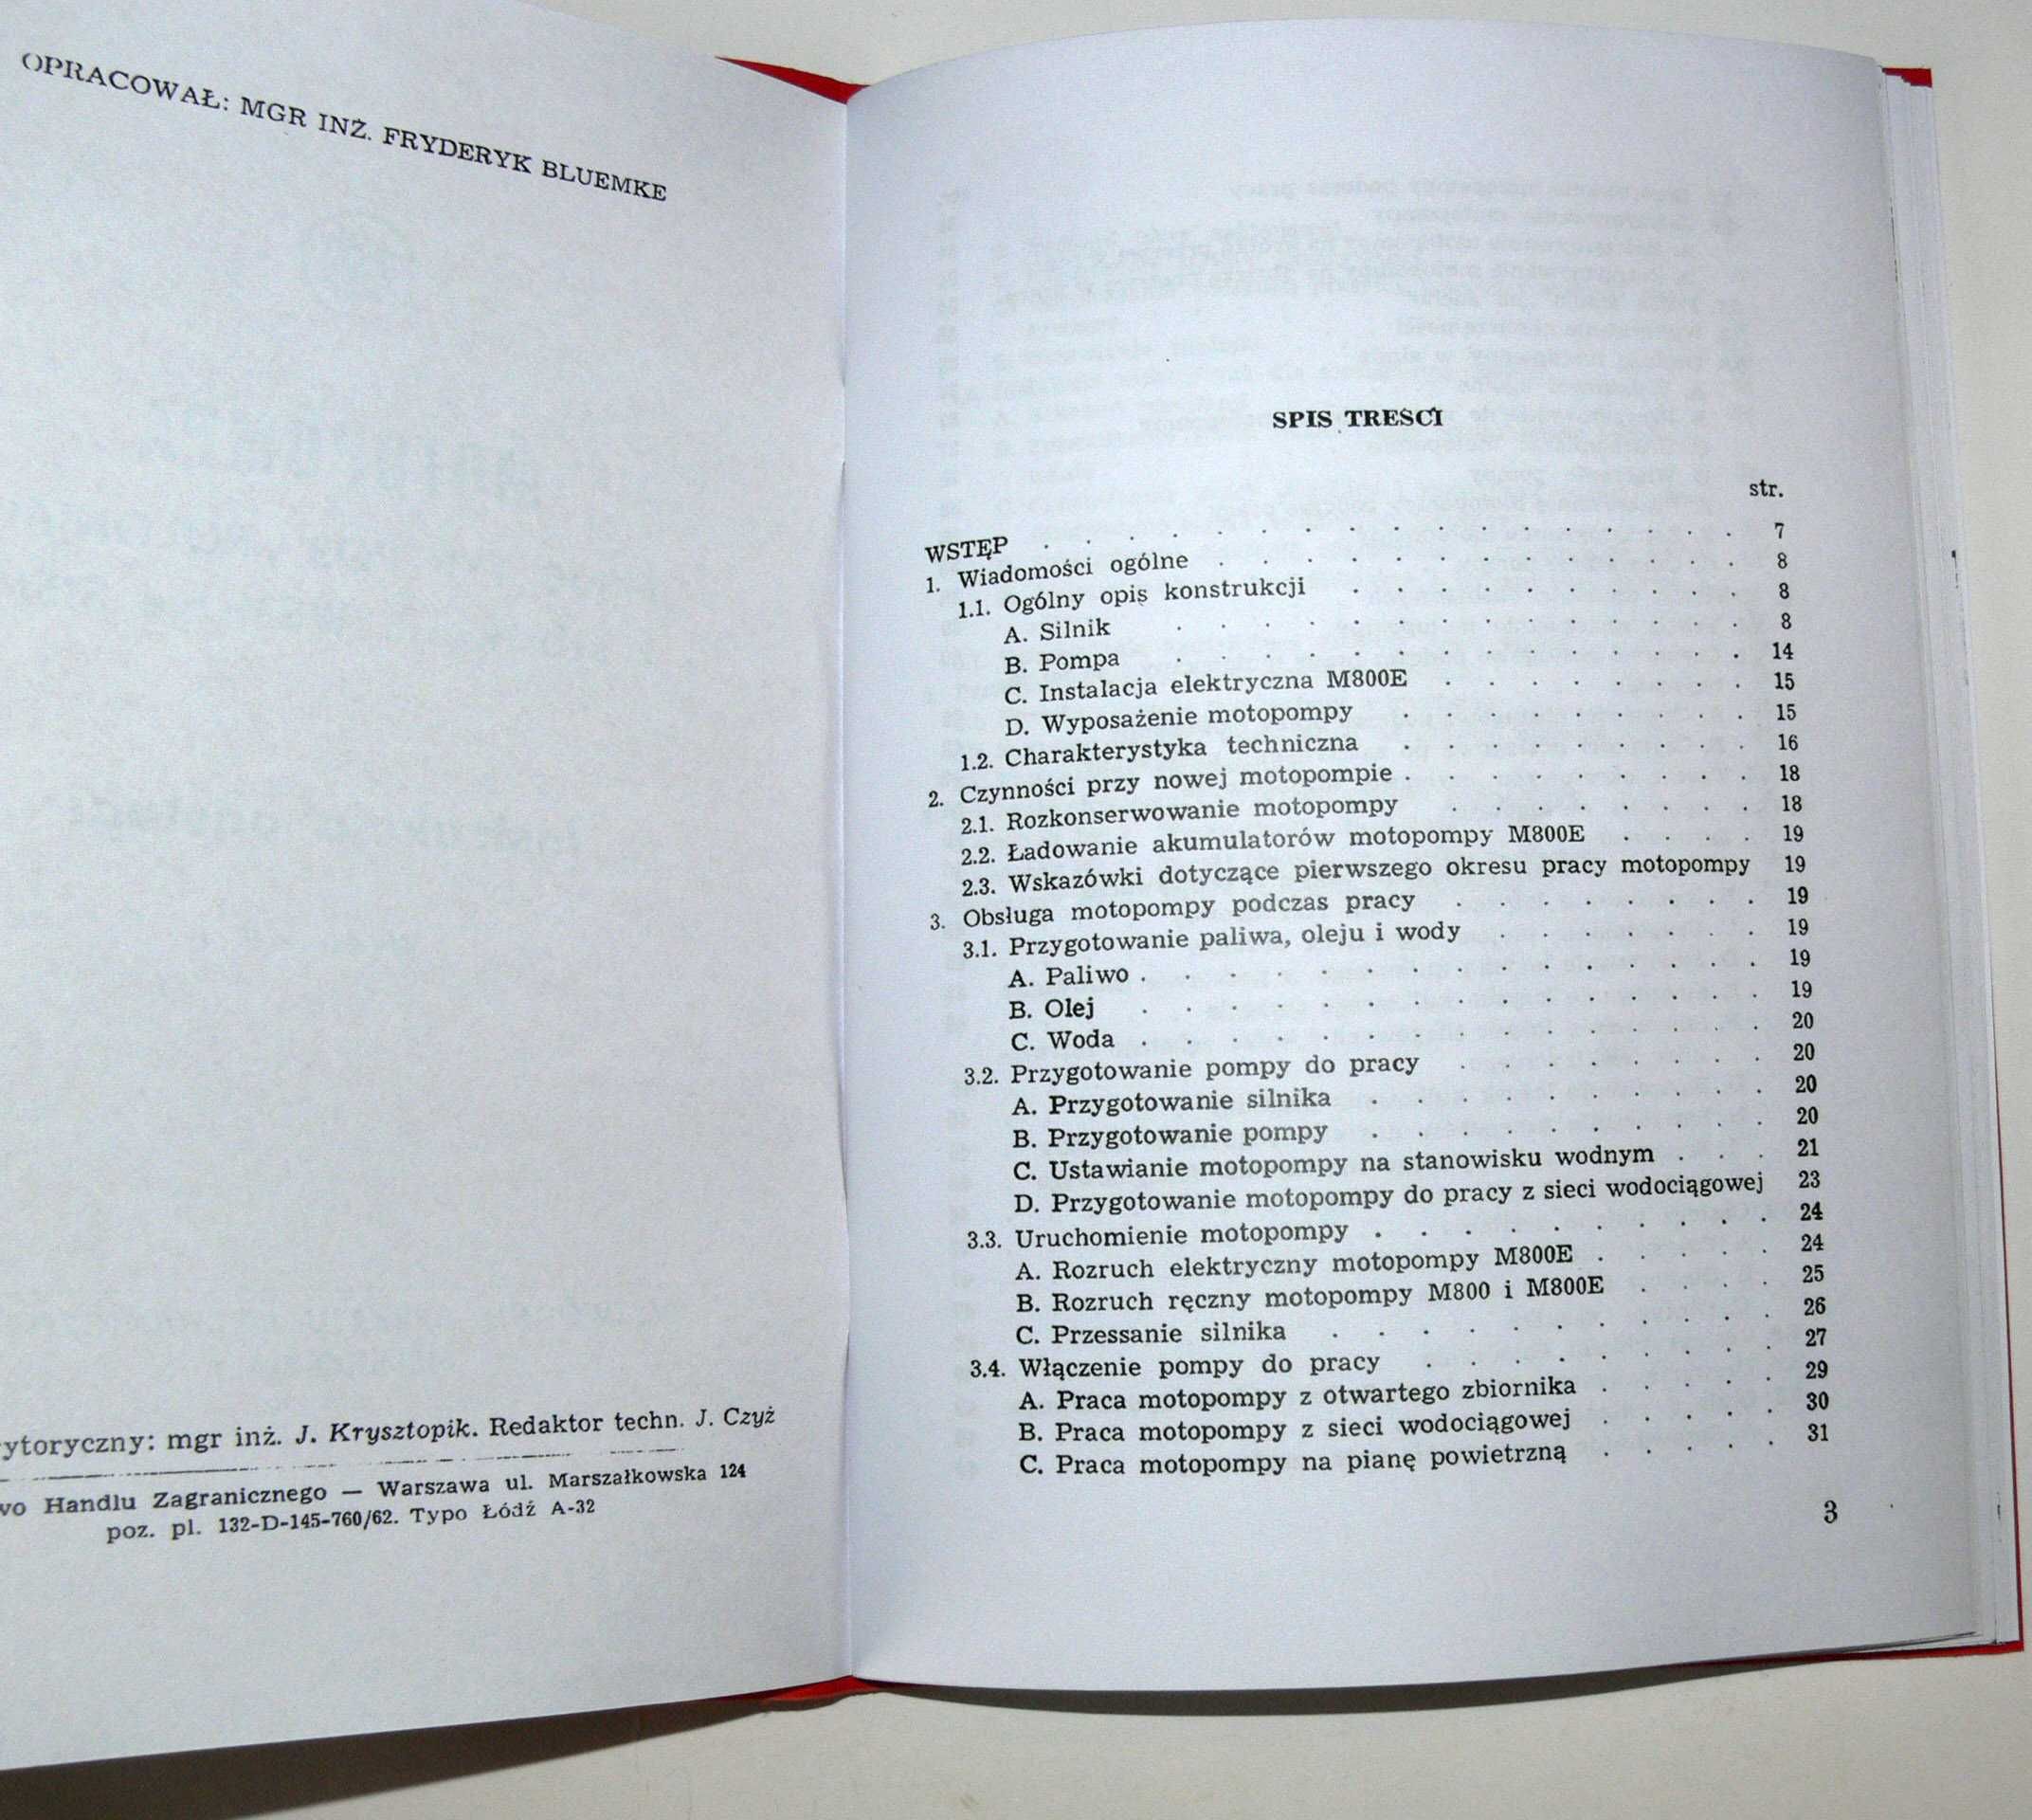 OPRACOWAŁ: MGR INŻ. FRYDERYK BLUEMKE
ytoryczny: mgr inż. J. Krysztopik. Redaktor techn. J. Czyż
wo Handlu Zagranicznego — Warszawa ul. Marszałkowska 124
poz. pl. 132-D-145-760/62. Typo Łódź A-32
SPIS TREŚCI
str.
WSTĘP . . . . . . . . . . . . . . . . 7
1. Wiadomości ogólne . . . . . . . . . . . . . 8
1.1. Ogólny opis konstrukcji . . . . . . . . . . 8
A. Silnik . . . . . . . . . . . . . 8
B. Pompa . . . . . . . . . . . . . 14
C. Instalacja elektryczna M800E . . . . . . . . 15
D. Wyposażenie motopompy . . . . . . . . . 15
1.2. Charakterystyka techniczna . . . . . . . . . 16
2. Czynności przy nowej motopompie . . . . . . . . . 18
2.1. Rozkonserwowanie motopompy . . . . . . . . 18
2.2. Ładowanie akumulatorów motopompy M800E . . . . 19
2.3. Wskazówki dotyczące pierwszego okresu pracy motopompy 19
3. Obsługa motopompy podczas pracy . . . . . . . . 19
3.1. Przygotowanie paliwa, oleju i wody . . . . . . . 19
A. Paliwo . . . . . . . . . . . . . . 19
B. Olej . . . . . . . . . . . . . . 19
C. Woda . . . . . . . . . . . . . . 20
3.2. Przygotowanie pompy do pracy . . . . . . . . 20
A. Przygotowanie silnika . . . . . . . . . . 20
B. Przygotowanie pompy . . . . . . . . . . 20
C. Ustawianie motopompy na stanowisku wodnym . . . 21
D. Przygotowanie motopompy do pracy z sieci wodociągowej 23
3.3. Uruchomienie motopompy . . . . . . . . . . 24
A. Rozruch elektryczny motopompy M800E . . . . . 24
B. Rozruch ręczny motopompy M800 i M800E . . . . 25
C. Przessanie silnika . . . . . . . . . . . 26
3.4. Włączenie pompy do pracy . . . . . . . . . 27
A. Praca motopompy z otwartego zbiornika . . . . . 29
B. Praca motopompy z sieci wodociągowej . . . . . 30
C. Praca motopompy na pianę powietrzną . . . . . 31
3